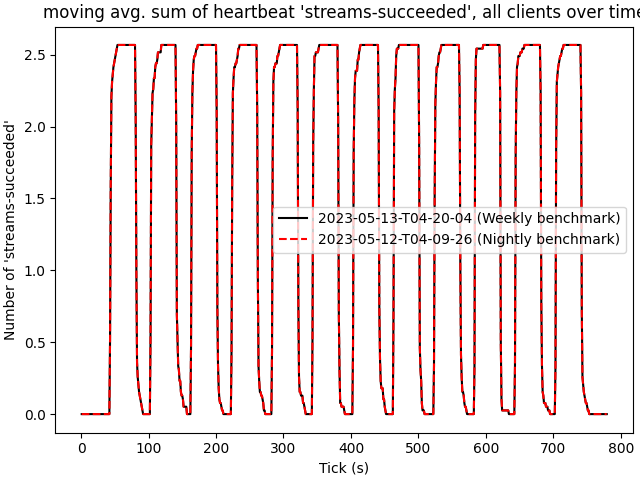 moving avg. sum of heartbeat 'streams-succeeded', all clients over time
Number of 'streams-succeeded'
2.5
2.0
1.5
1.0
0.5
0.0
2023-05-13-T04-20-04 (Weekly benchmark)
2023-05-12-T04-09-26 (Nightly benchmark)
0 100 200 300 400 500 600 700 800
Tick (s)